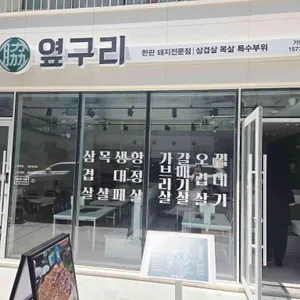 옆구리
한판 돼지전문점 | 삼겹살 목살 특수부위
삼겹살
목살
생대패
항정살
가브리살
갈매기살
오겹살
껍데기